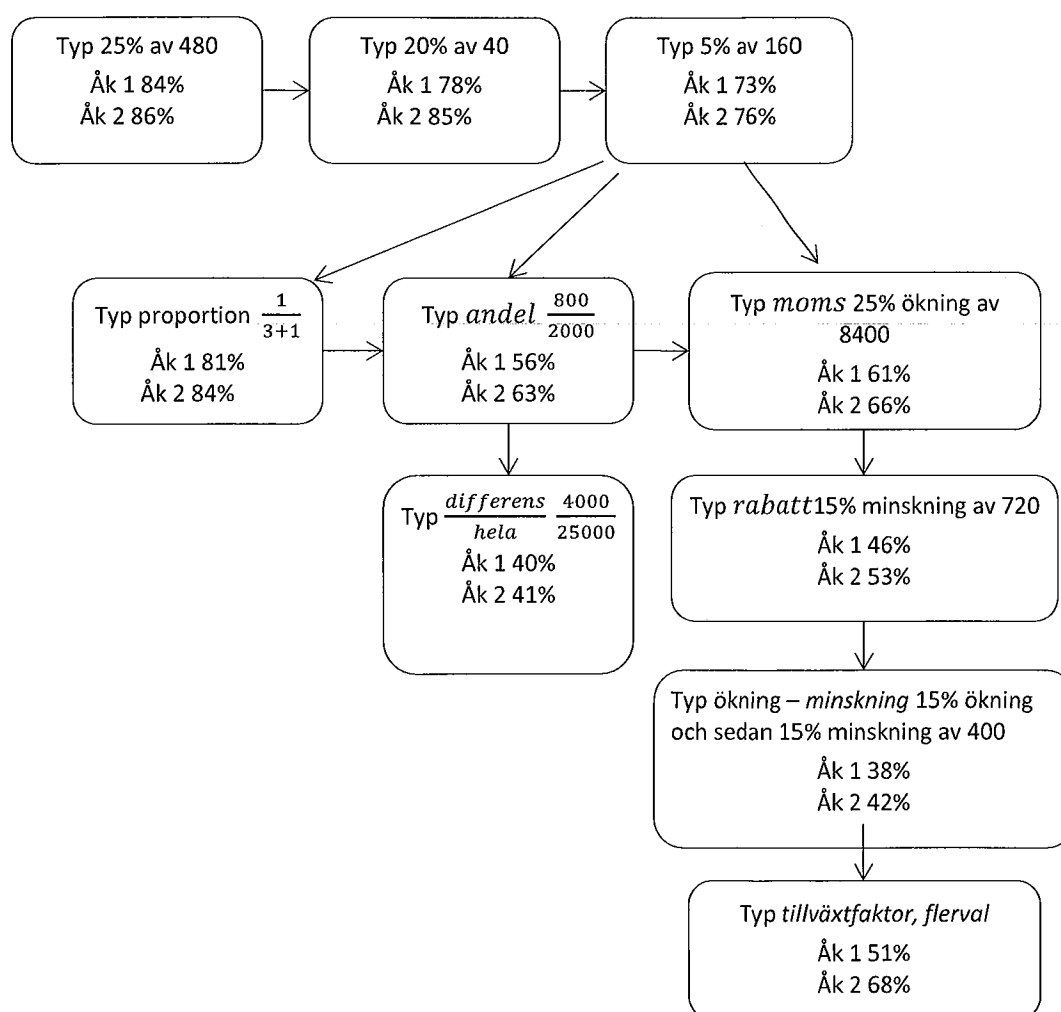 Typ 25% av 480
Åk 1 84%
Åk 2 86%
Typ 20% av 40
Åk 1 78%
Åk 2 85%
Typ 5% av 160
Åk 1 73%
Åk 2 76%
Typ proportion 1/(3+1)
Åk 1 81%
Åk 2 84%
Typ andel 800/2000
Åk 1 56%
Åk 2 63%
Typ moms 25% ökning av
8400
Åk 1 61%
Åk 2 66%
Typ differens/hela 4000/25000
Åk 1 40%
Åk 2 41%
Typ rabatt15% minskning av 720
Åk 1 46%
Åk 2 53%
Typ ökning – minskning 15% ökning
och sedan 15% minskning av 400
Åk 1 38%
Åk 2 42%
Typ tillväxtfaktor, flerval
Åk 1 51%
Åk 2 68%